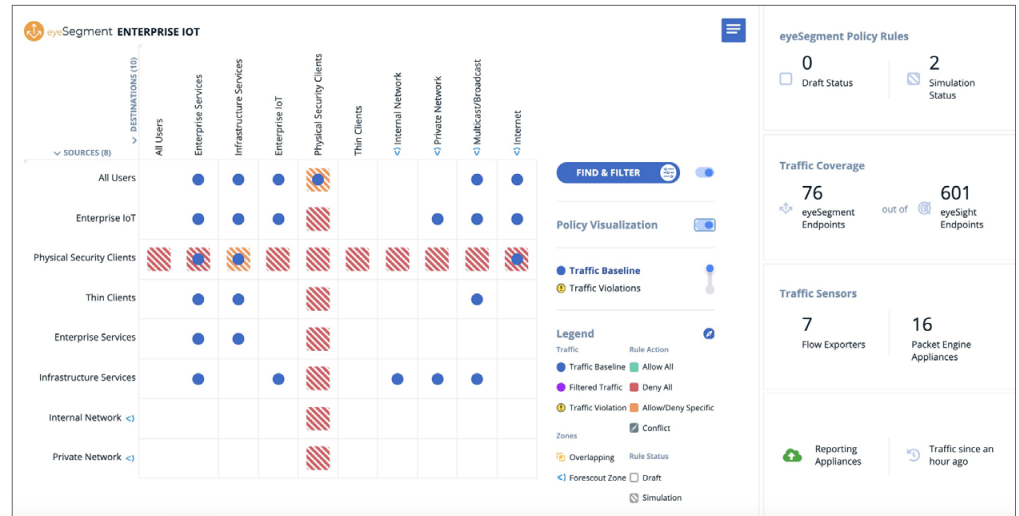 eyeSegment ENTERPRISE IOT
DESTINATIONS (10)
SOURCES (8)
All Users
Enterprise Services
Infrastructure Services
Enterprise IoT
Physical Security Clients
Thin Clients
Internal Network
Private Network
Multicast/Broadcast
Internet
All Users
Enterprise IoT
Physical Security Clients
Thin Clients
Enterprise Services
Infrastructure Services
Internal Network
Private Network
FIND & FILTER
Policy Visualization
Traffic Baseline
Traffic Violations
Legend
Traffic
Rule Action
Traffic Baseline
Allow All
Filtered Traffic
Deny All
Traffic Violation
Allow/Deny Specific
Conflict
Zones
Overlapping
Rule Status
Forescout Zone
Draft
Simulation
eyeSegment Policy Rules
0
Draft Status
2
Simulation
Status
Traffic Coverage
76
eyeSegment
Endpoints
out of
601
eyeSight
Endpoints
Traffic Sensors
7
Flow Exporters
16
Packet Engine
Appliances
Reporting
Appliances
Traffic since an
hour ago